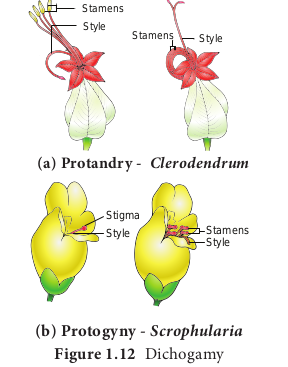 Stamens
Style
Stamens
Style
(a) Protandry - Clerodendrum
Stigma
Style
Stamens
Style
(b) Protogyny - Scrophularia
Figure 1.12 Dichogamy